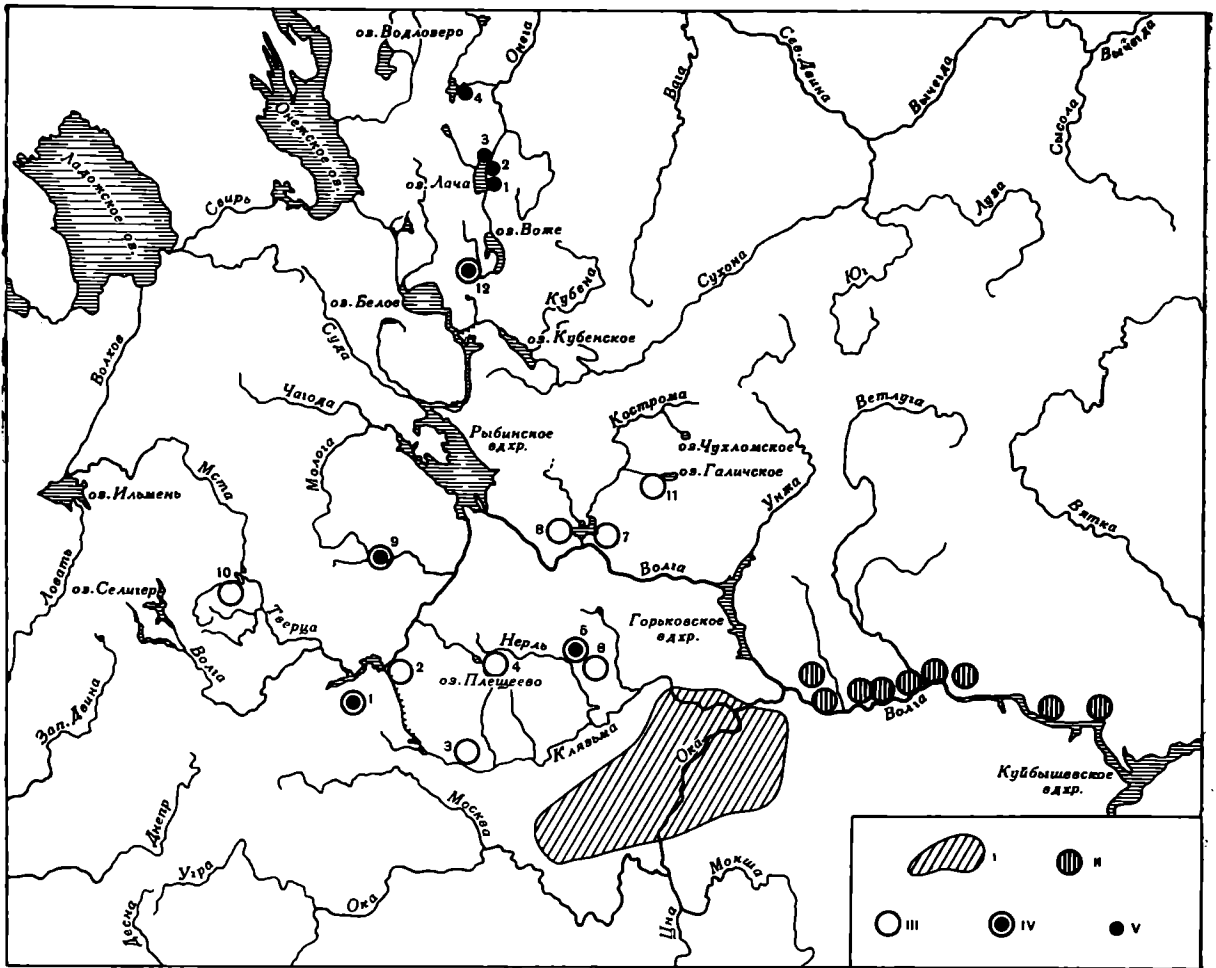 оз. Водлозеро
Онега
Вага
Сев. Двина
Вычегда
Вычегда
Сысола
Онежское оз.
4
Ладожское оз.
3
2
1
оз. Лача
Свирь
оз. Воже
Луза
12
Юг
Сухона
Кубена
оз. Белое
оз. Кубенское
Волхов
Суда
Чагода
Молога
Рыбинское
вдхр.
Кострома
оз. Чухломское
оз. Галичское
11
Ветлуга
Унжа
Вятка
оз. Ильмень
Мста
8
7
9
Волга
Ловать
10
оз. Селигер
Тверца
Волга
Горьковское
вдхр.
Нерль
5
6
4
2
оз. Плещеево
1
3
Клязьма
Ока
Волга
Зап. Двина
Куйбышевское
вдхр.
Днепр
Москва
Угра
Ока
Десна
Мокша
Цна
I
II
III
IV
V